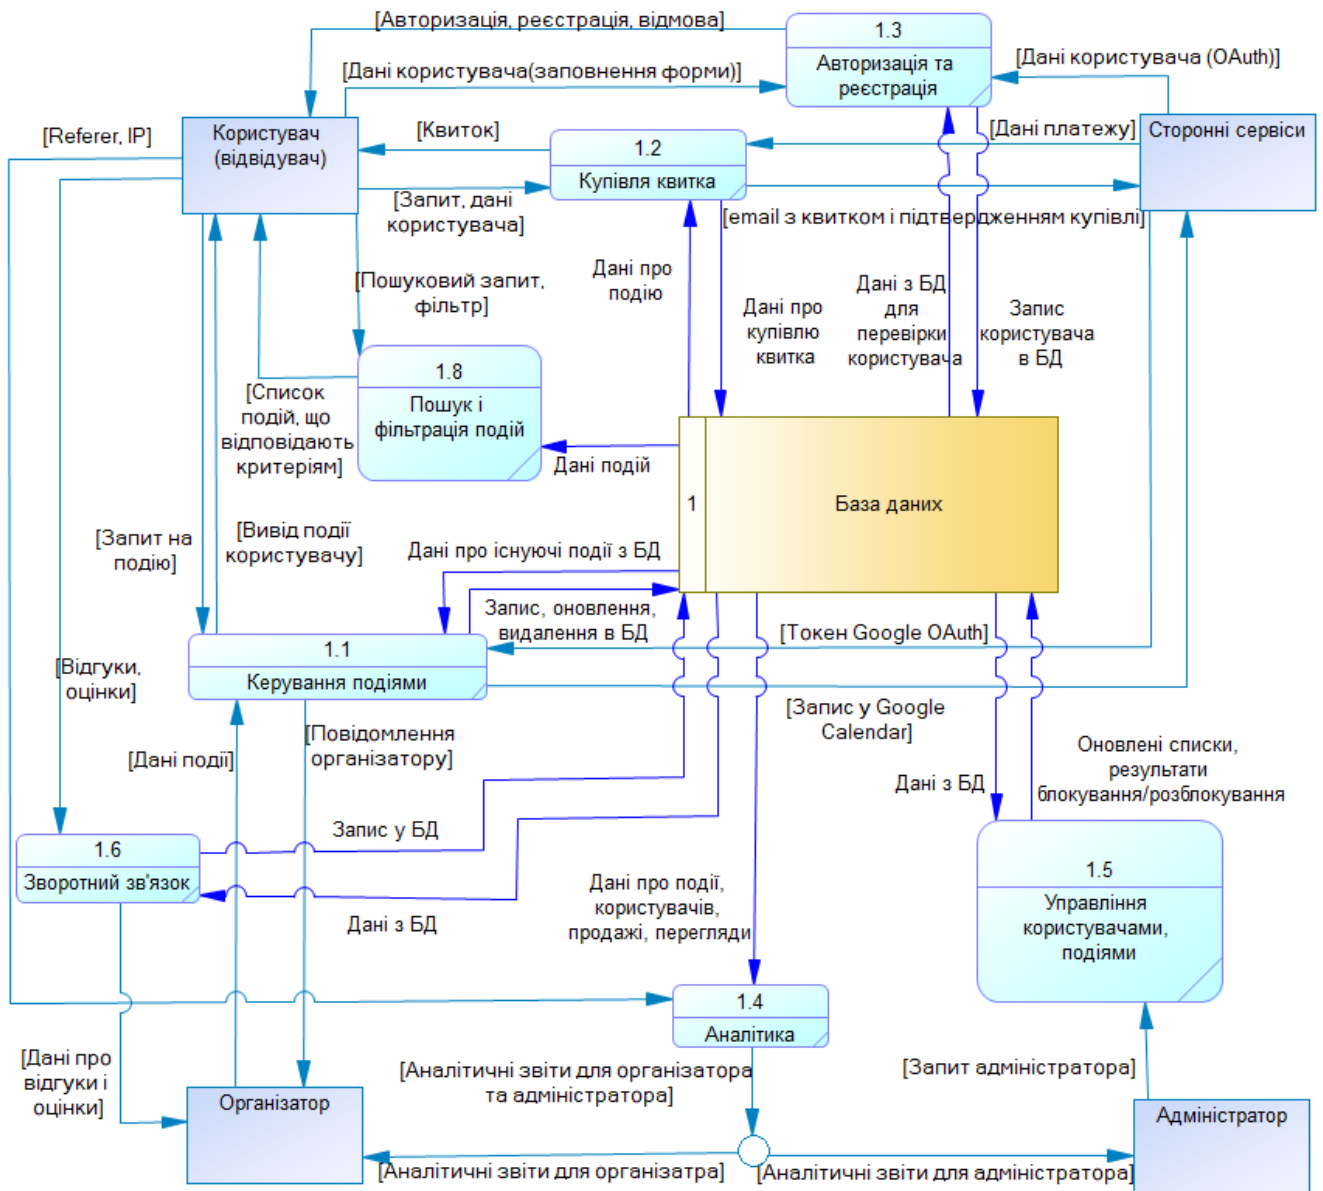 [Авторизація, реєстрація, відмова]
1.3
Авторизація та
реєстрація
[Дані користувача (OAuth)]
[Дані користувача(заповнення форми)]
[Referer, IP]
Користувач
(відвідувач)
[Квиток]
1.2
Купівля квитка
[Дані платежу]
Сторонні сервіси
[Запит, дані
користувача]
[email з квитком і підтвердженням купівлі]
[Пошуковий запит,
фільтр]
Дані про
подію
Дані про
купівлю
квитка
Дані з БД
для
перевірки
користувача
Запис
користувача
в БД
1.8
Пошук і
фільтрація подій
[Список
подій, що
відповідають
критеріям]
Дані подій
1
База даних
[Запит на
подію]
[Вивід події
користувачу]
Дані про існуючі події з БД
Запис, оновлення,
видалення в БД
[Токен Google OAuth]
1.1
Керування подіями
[Відгуки,
оцінки]
[Запис у Google
Calendar]
[Дані події]
[Повідомлення
організатору]
Оновлені списки,
результати
блокування/розблокування
Дані з БД
Запис у БД
1.6
Зворотний зв'язок
Дані з БД
Дані про події,
користувачів,
продажі, перегляди
1.5
Управління
користувачами,
подіями
1.4
Аналітика
[Дані про
відгуки і
оцінки]
[Аналітичні звіти для організатора
та адміністратора]
[Запит адміністратора]
Організатор
Адміністратор
[Аналітичні звіти для організатра]
[Аналітичні звіти для адміністратора]